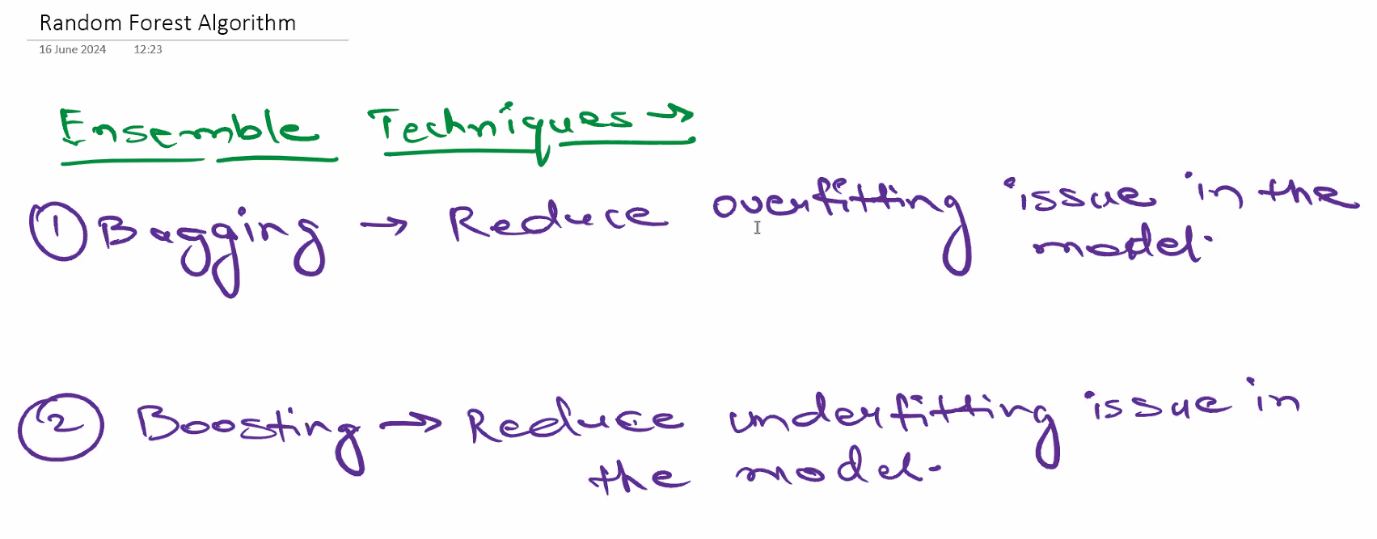 Random Forest Algorithm
16 June 2024 12:23
Ensemble Techniques →
① Bagging → Reduce overfitting issue in the
model.
② Boosting → Reduce underfitting issue in
the model.